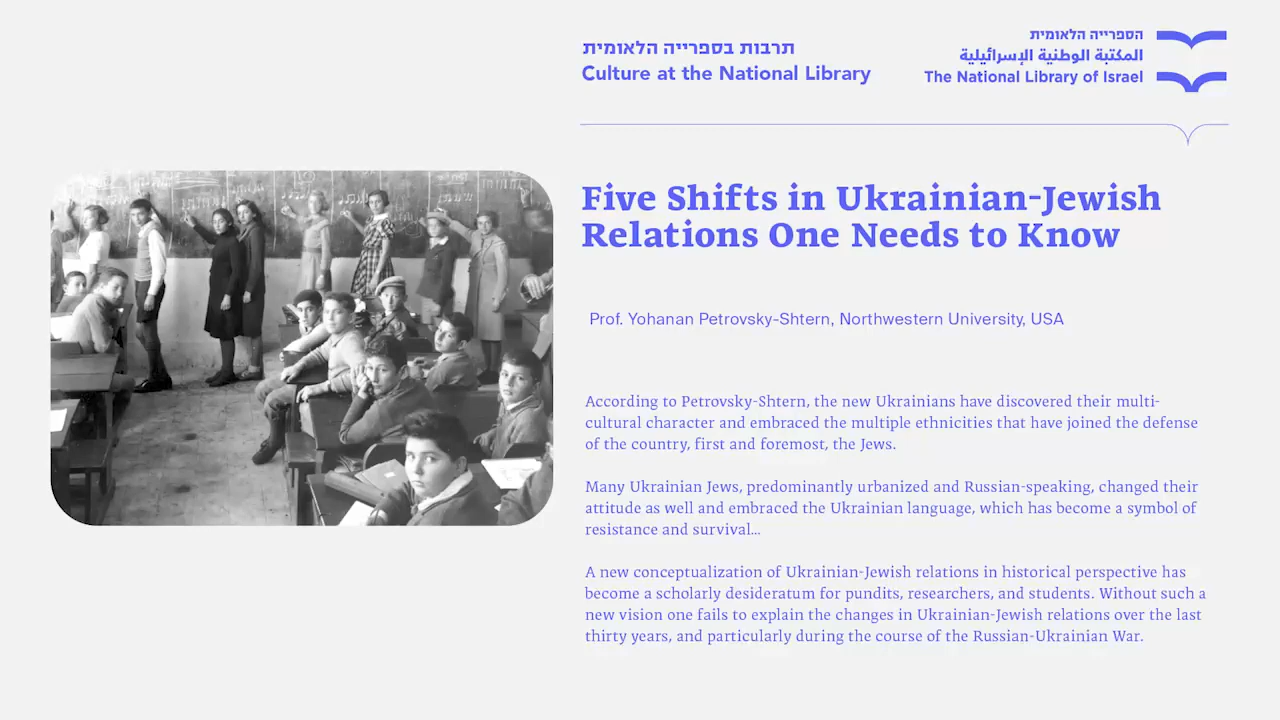 תרבות בספרייה הלאומית
Culture at the National Library
הספרייה הלאומית
المكتبة الوطنية الإسرائيلية
The National Library of Israel
Five Shifts in Ukrainian-Jewish
Relations One Needs to Know
Prof. Yohanan Petrovsky-Shtern, Northwestern University, USA
According to Petrovsky-Shtern, the new Ukrainians have discovered their multi-
cultural character and embraced the multiple ethnicities that have joined the defense
of the country, first and foremost, the Jews.
Many Ukrainian Jews, predominantly urbanized and Russian-speaking, changed their
attitude as well and embraced the Ukrainian language, which has become a symbol of
resistance and survival...
A new conceptualization of Ukrainian-Jewish relations in historical perspective has
become a scholarly desideratum for pundits, researchers, and students. Without such a
new vision one fails to explain the changes in Ukrainian-Jewish relations over the last
thirty years, and particularly during the course of the Russian-Ukrainian War.